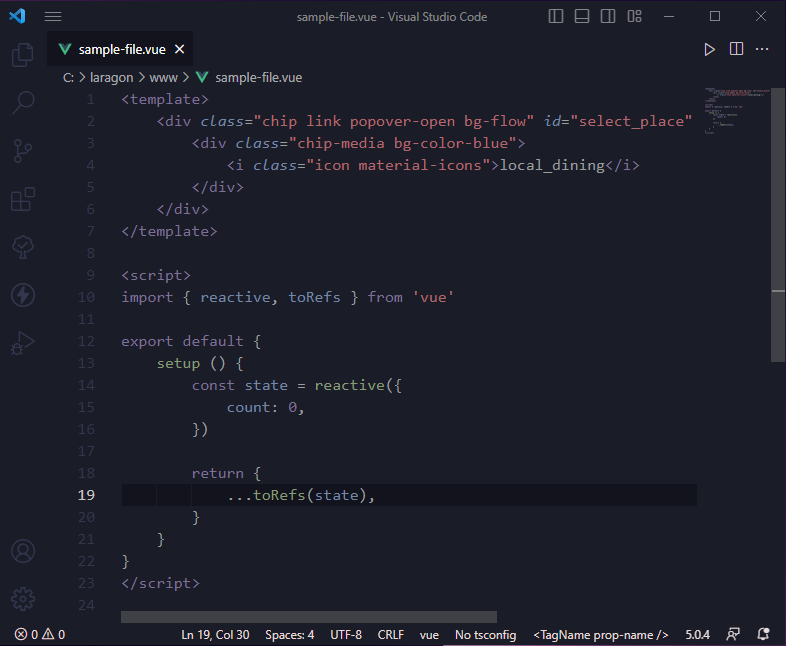 sample-file.vue - Visual Studio Code
sample-file.vue
C: > laragon > www > sample-file.vue
1 <template>
2 <div class="chip link popover-open bg-flow" id="select_place"
3 <div class="chip-media bg-color-blue">
4 <i class="icon material-icons">local_dining</i>
5 </div>
6 </div>
7 </template>
8
9 <script>
10 import { reactive, toRefs } from 'vue'
11
12 export default {
13 setup () {
14 const state = reactive({
15 count: 0,
16 })
17
18 return {
19 ...toRefs(state),
20 }
21 }
22 }
23 </script>
24
0 0 Ln 19, Col 30 Spaces: 4 UTF-8 CRLF vue No tsconfig <TagName prop-name /> 5.0.4